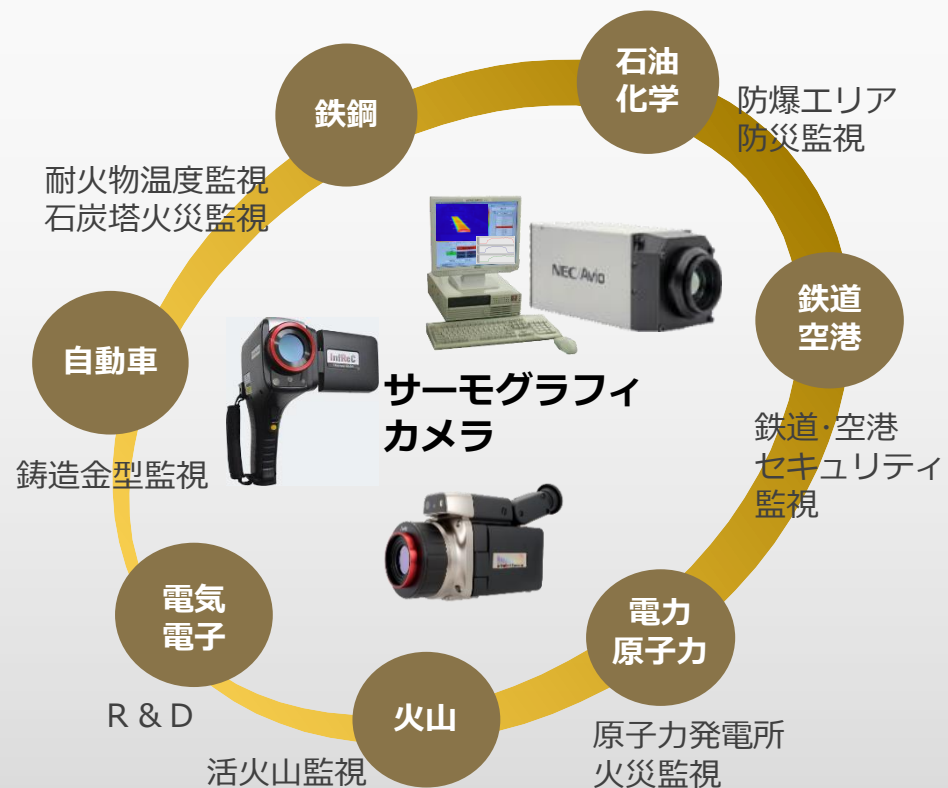 石油
化学
防爆エリア
防災監視
鉄鋼
耐火物温度監視
石炭塔火災監視
NEC Avio
鉄道
空港
鉄道・空港
セキュリティ
監視
自動車
InfReC
サーモグラフィ
カメラ
鋳造金型監視
電気
電子
R & D
電力
原子力
原子力発電所
火災監視
火山
活火山監視